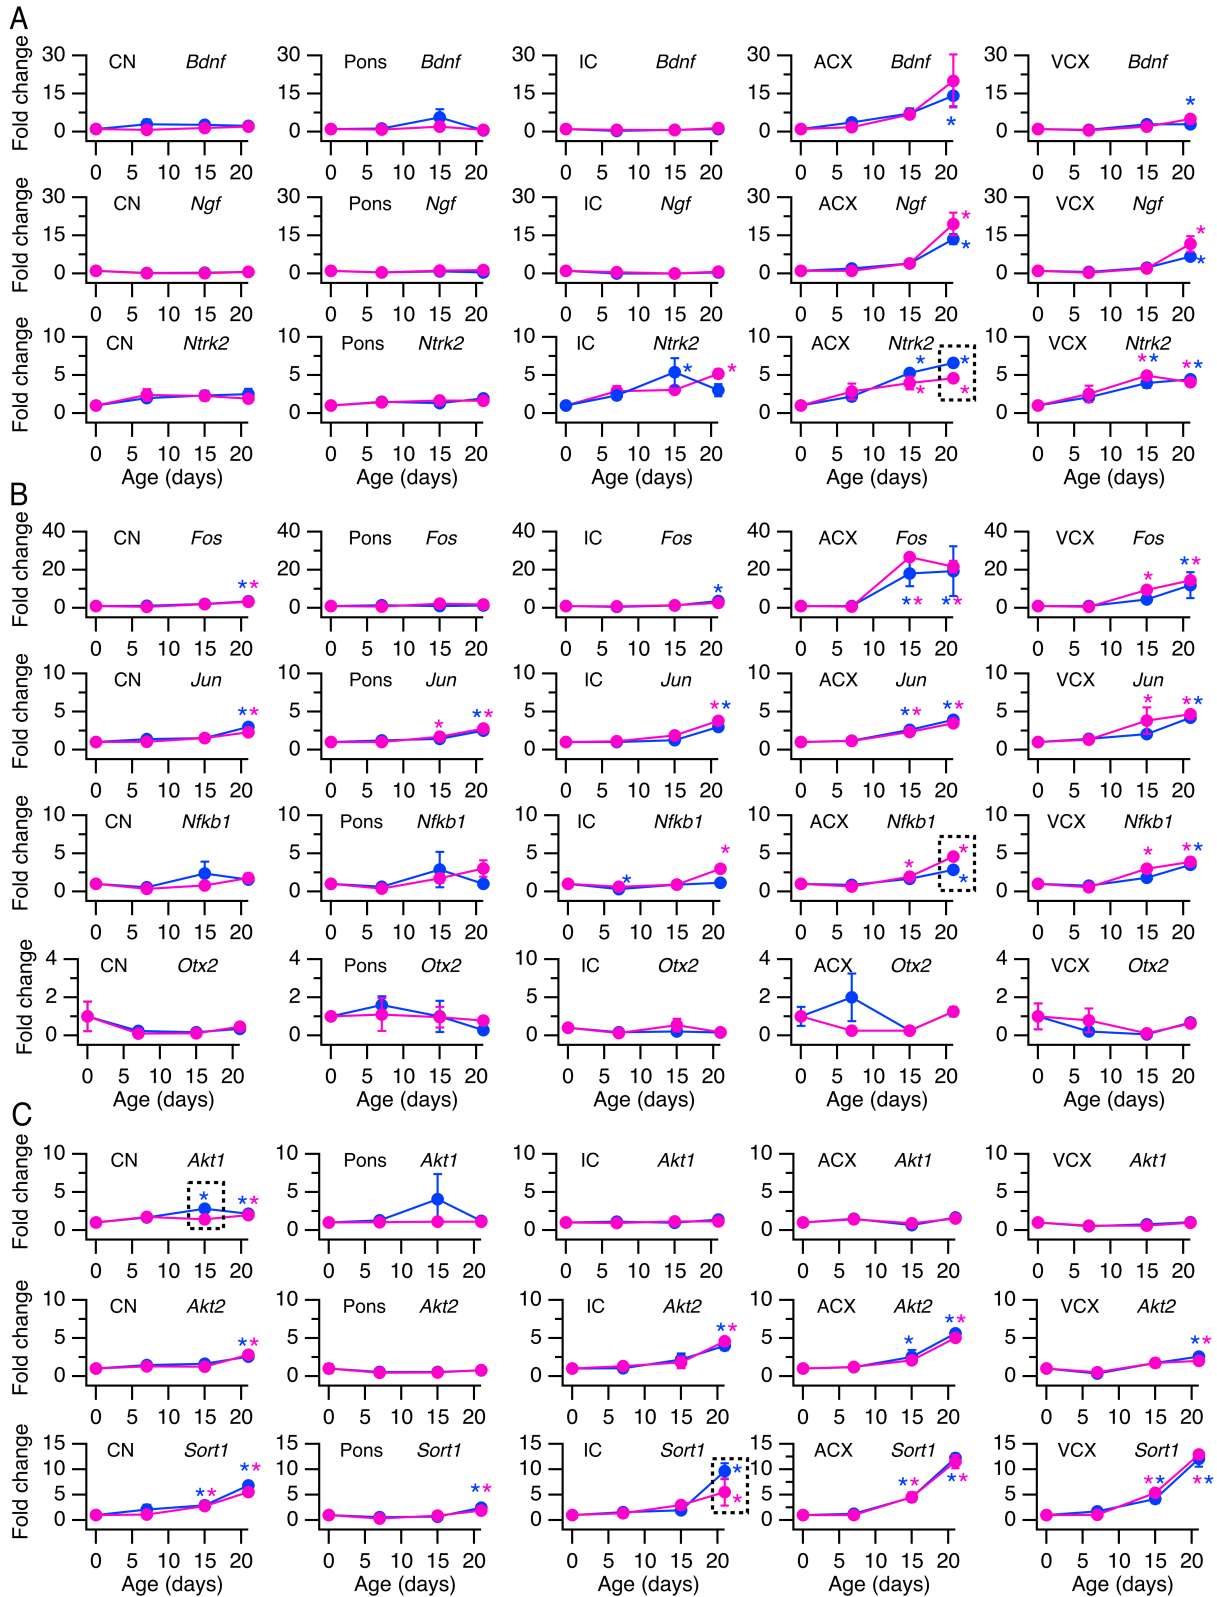 A
30 CN Bdnf 30 Pons Bdnf 30 IC Bdnf 30 ACX Bdnf 30 VCX Bdnf
Fold change
15 15 15 15 * 15 *
0 0 0 0 0
0 5 10 15 20 0 5 10 15 20 0 5 10 15 20 0 5 10 15 20 0 5 10 15 20
30 CN Ngf 30 Pons Ngf 30 IC Ngf 30 ACX Ngf * 30 VCX Ngf *
Fold change
15 15 15 15 * 15 *
0 0 0 0 0
0 5 10 15 20 0 5 10 15 20 0 5 10 15 20 0 5 10 15 20 0 5 10 15 20
10 CN Ntrk2 10 Pons Ntrk2 10 IC Ntrk2 * * 10 ACX Ntrk2 * * 10 VCX Ntrk2 ** **
Fold change
5 5 5 5 * * 5
0 0 0 0 0
0 5 10 15 20 0 5 10 15 20 0 5 10 15 20 0 5 10 15 20 0 5 10 15 20
Age (days) Age (days) Age (days) Age (days) Age (days)
B
40 CN Fos 40 Pons Fos 40 IC Fos 40 ACX Fos 40 VCX Fos
Fold change
20 ** 20 20 * 20 ** ** 20 * **
0 0 0 0 0
0 5 10 15 20 0 5 10 15 20 0 5 10 15 20 0 5 10 15 20 0 5 10 15 20
10 CN Jun 10 Pons Jun 10 IC Jun 10 ACX Jun 10 VCX Jun
Fold change
5 ** 5 * ** 5 ** 5 ** ** 5 * **
0 0 0 0 0
0 5 10 15 20 0 5 10 15 20 0 5 10 15 20 0 5 10 15 20 0 5 10 15 20
10 CN Nfkb1 10 Pons Nfkb1 10 IC Nfkb1 10 ACX Nfkb1 10 VCX Nfkb1
Fold change
5 5 5 * * 5 * * * 5 * **
0 0 0 0 0
0 5 10 15 20 0 5 10 15 20 0 5 10 15 20 0 5 10 15 20 0 5 10 15 20
4 CN Otx2 4 Pons Otx2 10 IC Otx2 4 ACX Otx2 4 VCX Otx2
Fold change
2 2 5 2 2
0 0 0 0 0
0 5 10 15 20 0 5 10 15 20 0 5 10 15 20 0 5 10 15 20 0 5 10 15 20
Age (days) Age (days) Age (days) Age (days) Age (days)
C
10 CN Akt1 10 Pons Akt1 10 IC Akt1 10 ACX Akt1 10 VCX Akt1
Fold change
5 * ** 5 5 5 5
0 0 0 0 0
0 5 10 15 20 0 5 10 15 20 0 5 10 15 20 0 5 10 15 20 0 5 10 15 20
10 CN Akt2 10 Pons Akt2 10 IC Akt2 10 ACX Akt2 10 VCX Akt2
Fold change
5 ** 5 5 ** 5 * ** 5 **
0 0 0 0 0
0 5 10 15 20 0 5 10 15 20 0 5 10 15 20 0 5 10 15 20 0 5 10 15 20
15 CN Sort1 15 Pons Sort1 15 IC Sort1 15 ACX Sort1 15 VCX Sort1
Fold change
10 ** 10 10 * 10 10
5 ** 5 ** 5 * 5 ** ** 5 ** **
0 0 0 0 0
0 5 10 15 20 0 5 10 15 20 0 5 10 15 20 0 5 10 15 20 0 5 10 15 20
Age (days) Age (days) Age (days) Age (days) Age (days)